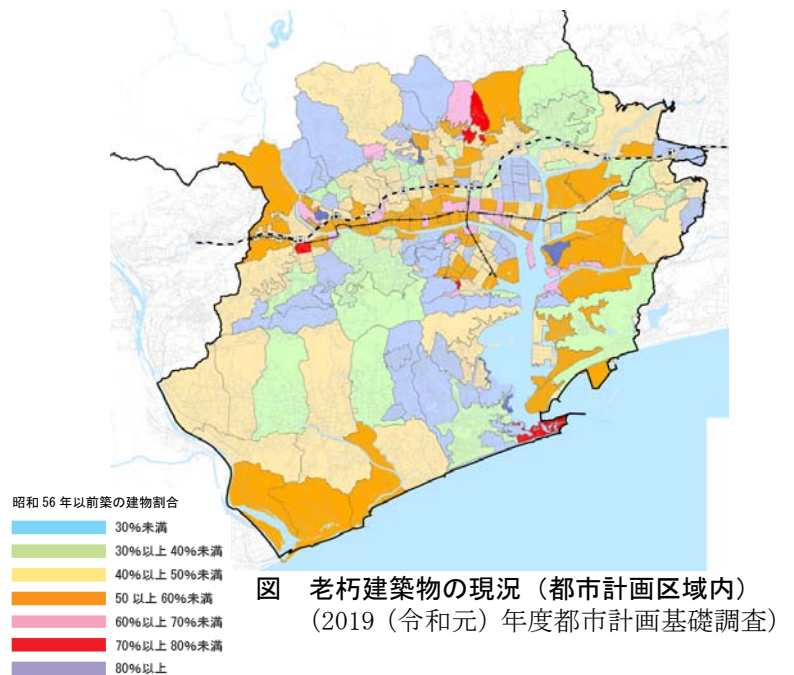 昭和 56 年以前築の建物割合
30%未満
30%以上 40%未満
40%以上 50%未満
50 以上 60%未満
60%以上 70%未満
70%以上 80%未満
80%以上
図 老朽建築物の現況（都市計画区域内）
（2019（令和元）年度都市計画基礎調査）